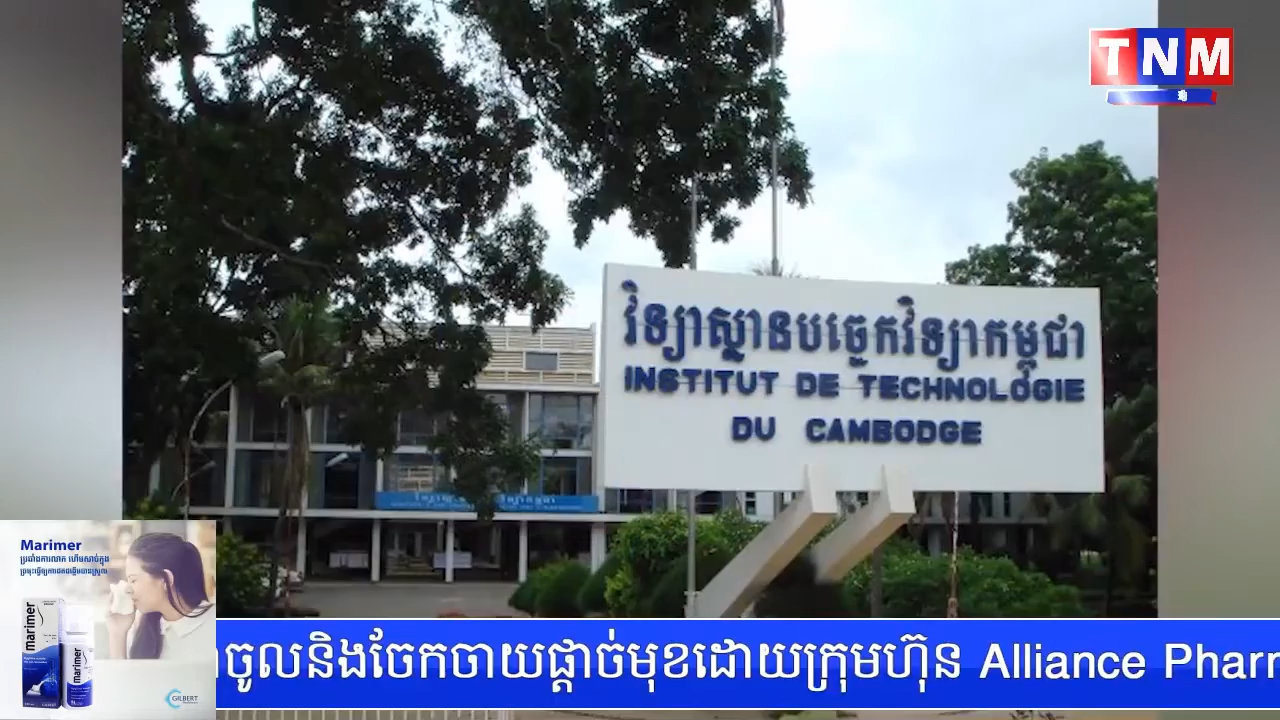 TNM
វិទ្យាស្ថានបច្ចេកវិទ្យាកម្ពុជា
INSTITUT DE TECHNOLOGIE
DU CAMBODGE
Marimer
marimer
marimer
GILBERT
ចូលនិងចែកចាយផ្តាច់មុខដោយក្រុមហ៊ុន Alliance Pharm